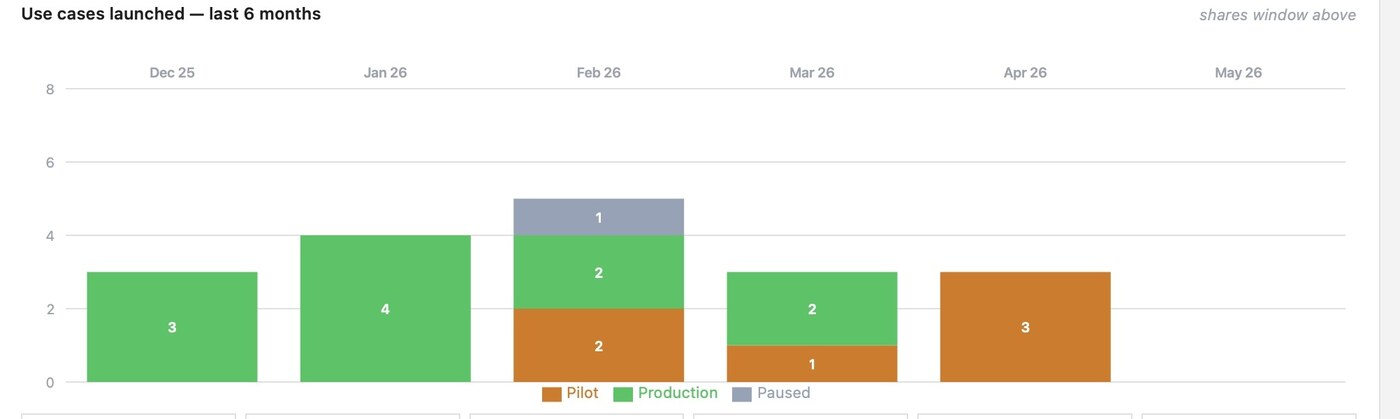 Use cases launched — last 6 months
shares window above
Dec 25 Jan 26 Feb 26 Mar 26 Apr 26 May 26
8
6
1
4
2
2
3 4 2 2 1 3
0
Pilot Production Paused